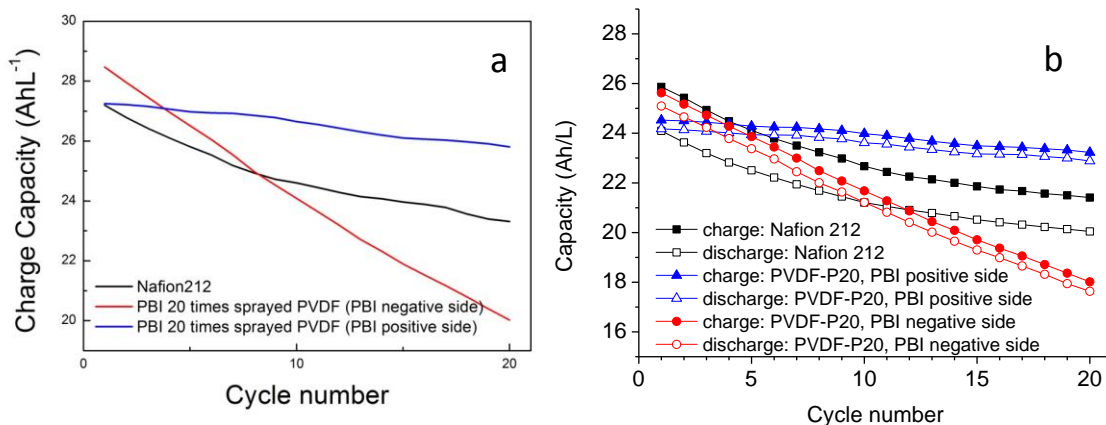 a
Charge Capacity (AhL⁻¹)
30
28
26
24
22
20
Nafion212
PBI 20 times sprayed PVDF (PBI negative side)
PBI 20 times sprayed PVDF (PBI positive side)
0
10
20
Cycle number
b
Capacity (Ah/L)
28
26
24
22
20
18
16
charge: Nafion 212
discharge: Nafion 212
charge: PVDF-P20, PBI positive side
discharge: PVDF-P20, PBI positive side
charge: PVDF-P20, PBI negative side
discharge: PVDF-P20, PBI negative side
0
5
10
15
20
Cycle number